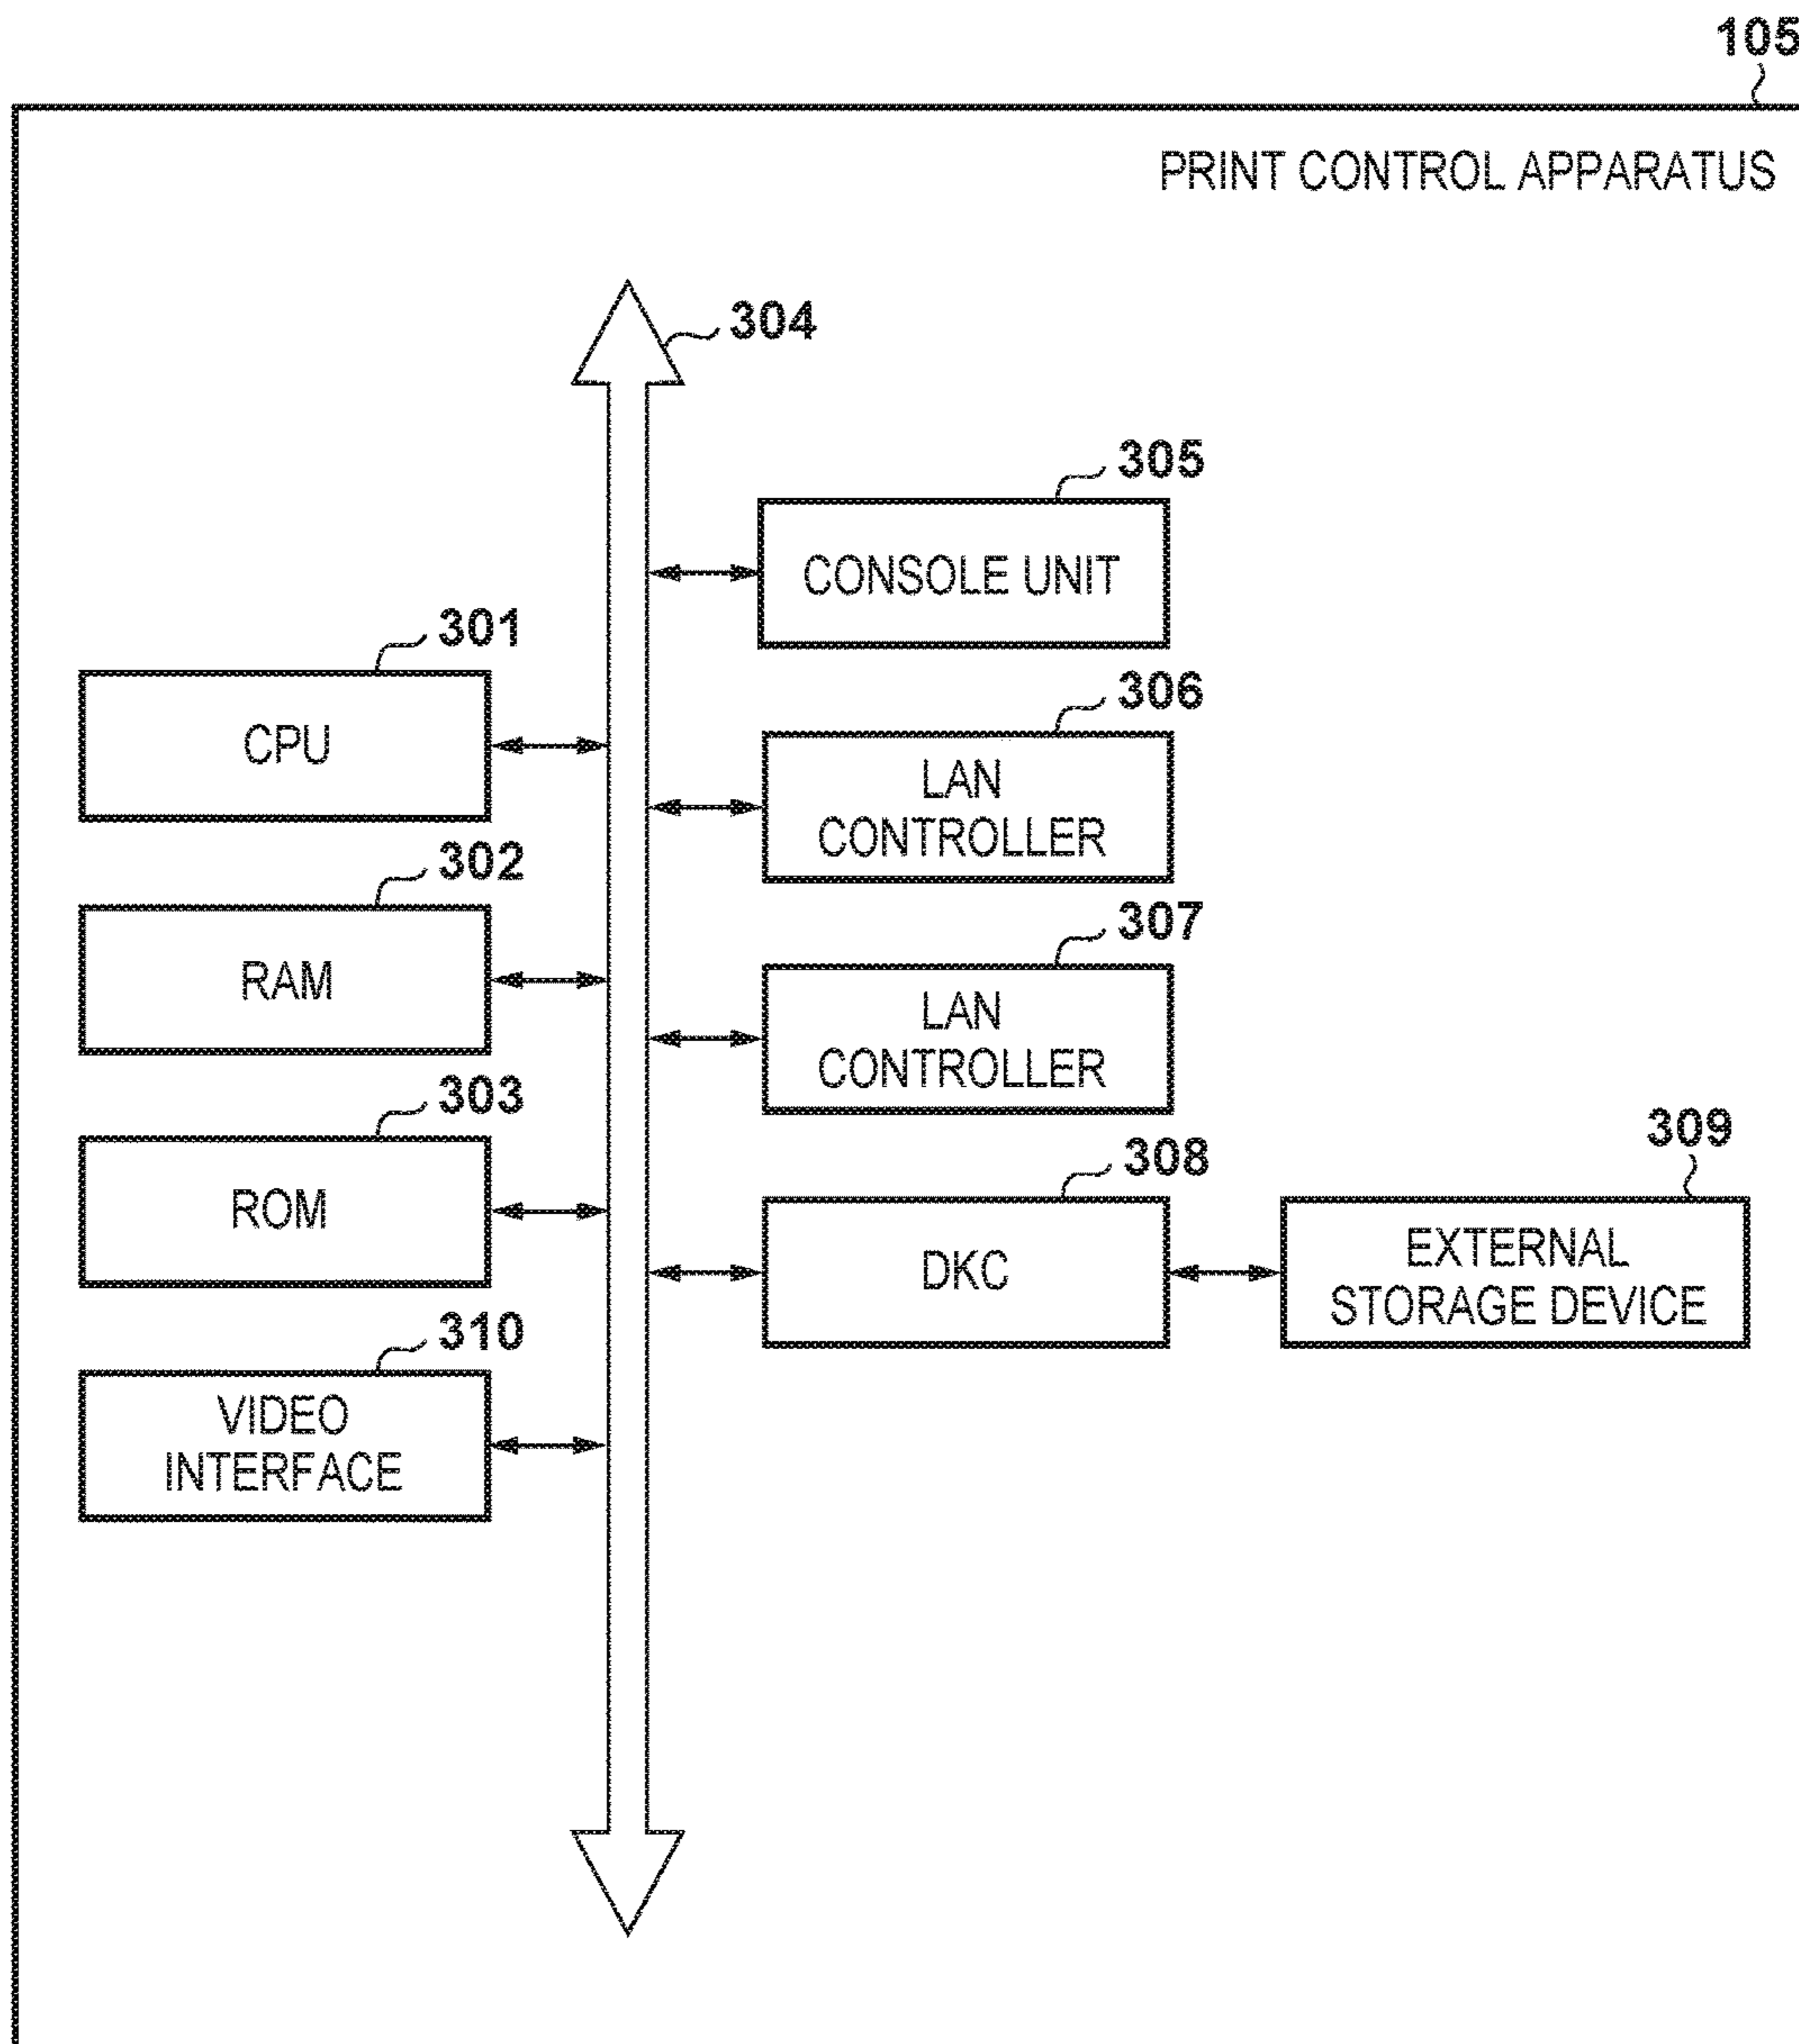 105
PRINT CONTROL APPARATUS
304
305
CONSOLE UNIT
301
CPU
306
LAN
CONTROLLER
302
RAM
307
LAN
CONTROLLER
303
ROM
308
DKC
309
EXTERNAL
STORAGE DEVICE
310
VIDEO
INTERFACE